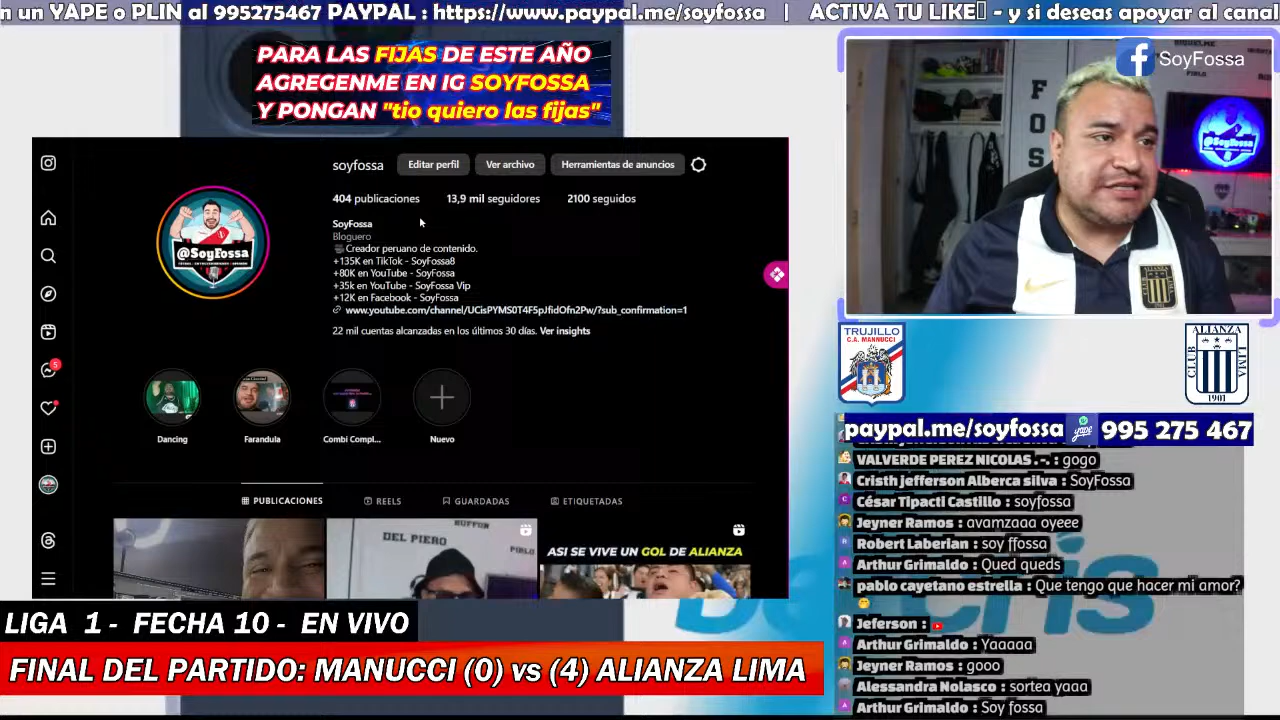 n un YAPE o PLIN al 995275467 PAYPAL : https://www.paypal.me/soyfossa | ACTIVA TU LIKE - y si deseas apoyar al canal
PARA LAS FIJAS DE ESTE AÑO
AGREGENME EN IG SOYFOSSA
Y PONGAN "tio quiero las fijas"
SoyFossa
F
O
S
soyfossa
Editar perfil
Ver archivo
Herramientas de anuncios
404 publicaciones
13,9 mil seguidores
2100 seguidos
SoyFossa
Bloguero
Creador peruano de contenido.
+135K en TikTok - SoyFossa8
+80K en YouTube - SoyFossa
+35k en YouTube - SoyFossa Vip
+12K en Facebook - SoyFossa
www.youtube.com/channel/UCisPYMS0T4F5pJfidOfn2Pw/?sub_confirmation=1
22 mil cuentas alcanzadas en los últimos 30 días. Ver insights
@SoyFossa
5
Dancing
Farandula
Combi Compl...
Nuevo
PUBLICACIONES
REELS
GUARDADAS
ETIQUETADAS
BUFFON
DEL PIERO
PIRLO
ASI SE VIVE UN GOL DE ALIANZA
@SoyFossa
ALIANZA
LIMA
TRUJILLO
C.A. MANNUCCI
CLUB
ALIANZA
LIMA
1901
paypal.me/soyfossa yape 995 275 467
VALVERDE PEREZ NICOLAS . -. : gogo
Cristh jefferson Alberca silva : SoyFossa
César Tipacti Castillo : soyfossa
Jeyner Ramos : avamzaaa oyeee
Robert Laberian : soy ffossa
Arthur Grimaldo : Qued queds
pablo cayetano estrella : Que tengo que hacer mi amor?
Jeferson :
Arthur Grimaldo : Yaaaaa
Jeyner Ramos : gooo
Alessandra Nolasco : sortea yaaa
Arthur Grimaldo : Soy fossa
LIGA 1 - FECHA 10 - EN VIVO
FINAL DEL PARTIDO: MANUCCI (0) vs (4) ALIANZA LIMA